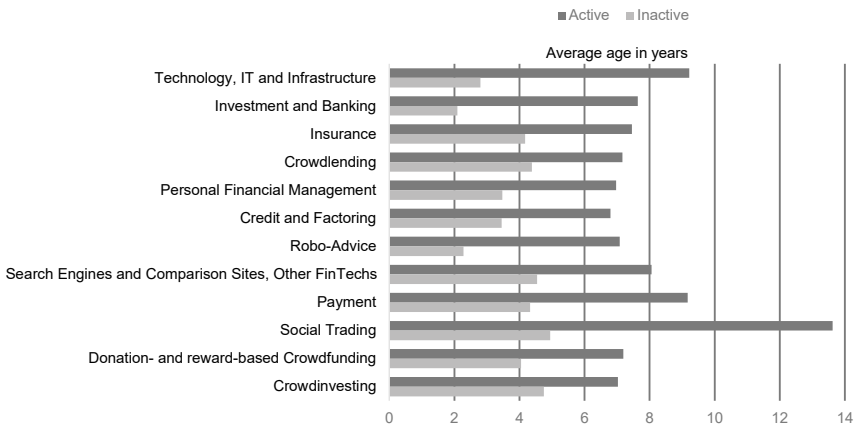 Active Inactive
Average age in years
Technology, IT and Infrastructure
Investment and Banking
Insurance
Crowdlending
Personal Financial Management
Credit and Factoring
Robo-Advice
Search Engines and Comparison Sites, Other FinTechs
Payment
Social Trading
Donation- and reward-based Crowdfunding
Crowdinvesting
0 2 4 6 8 10 12 14